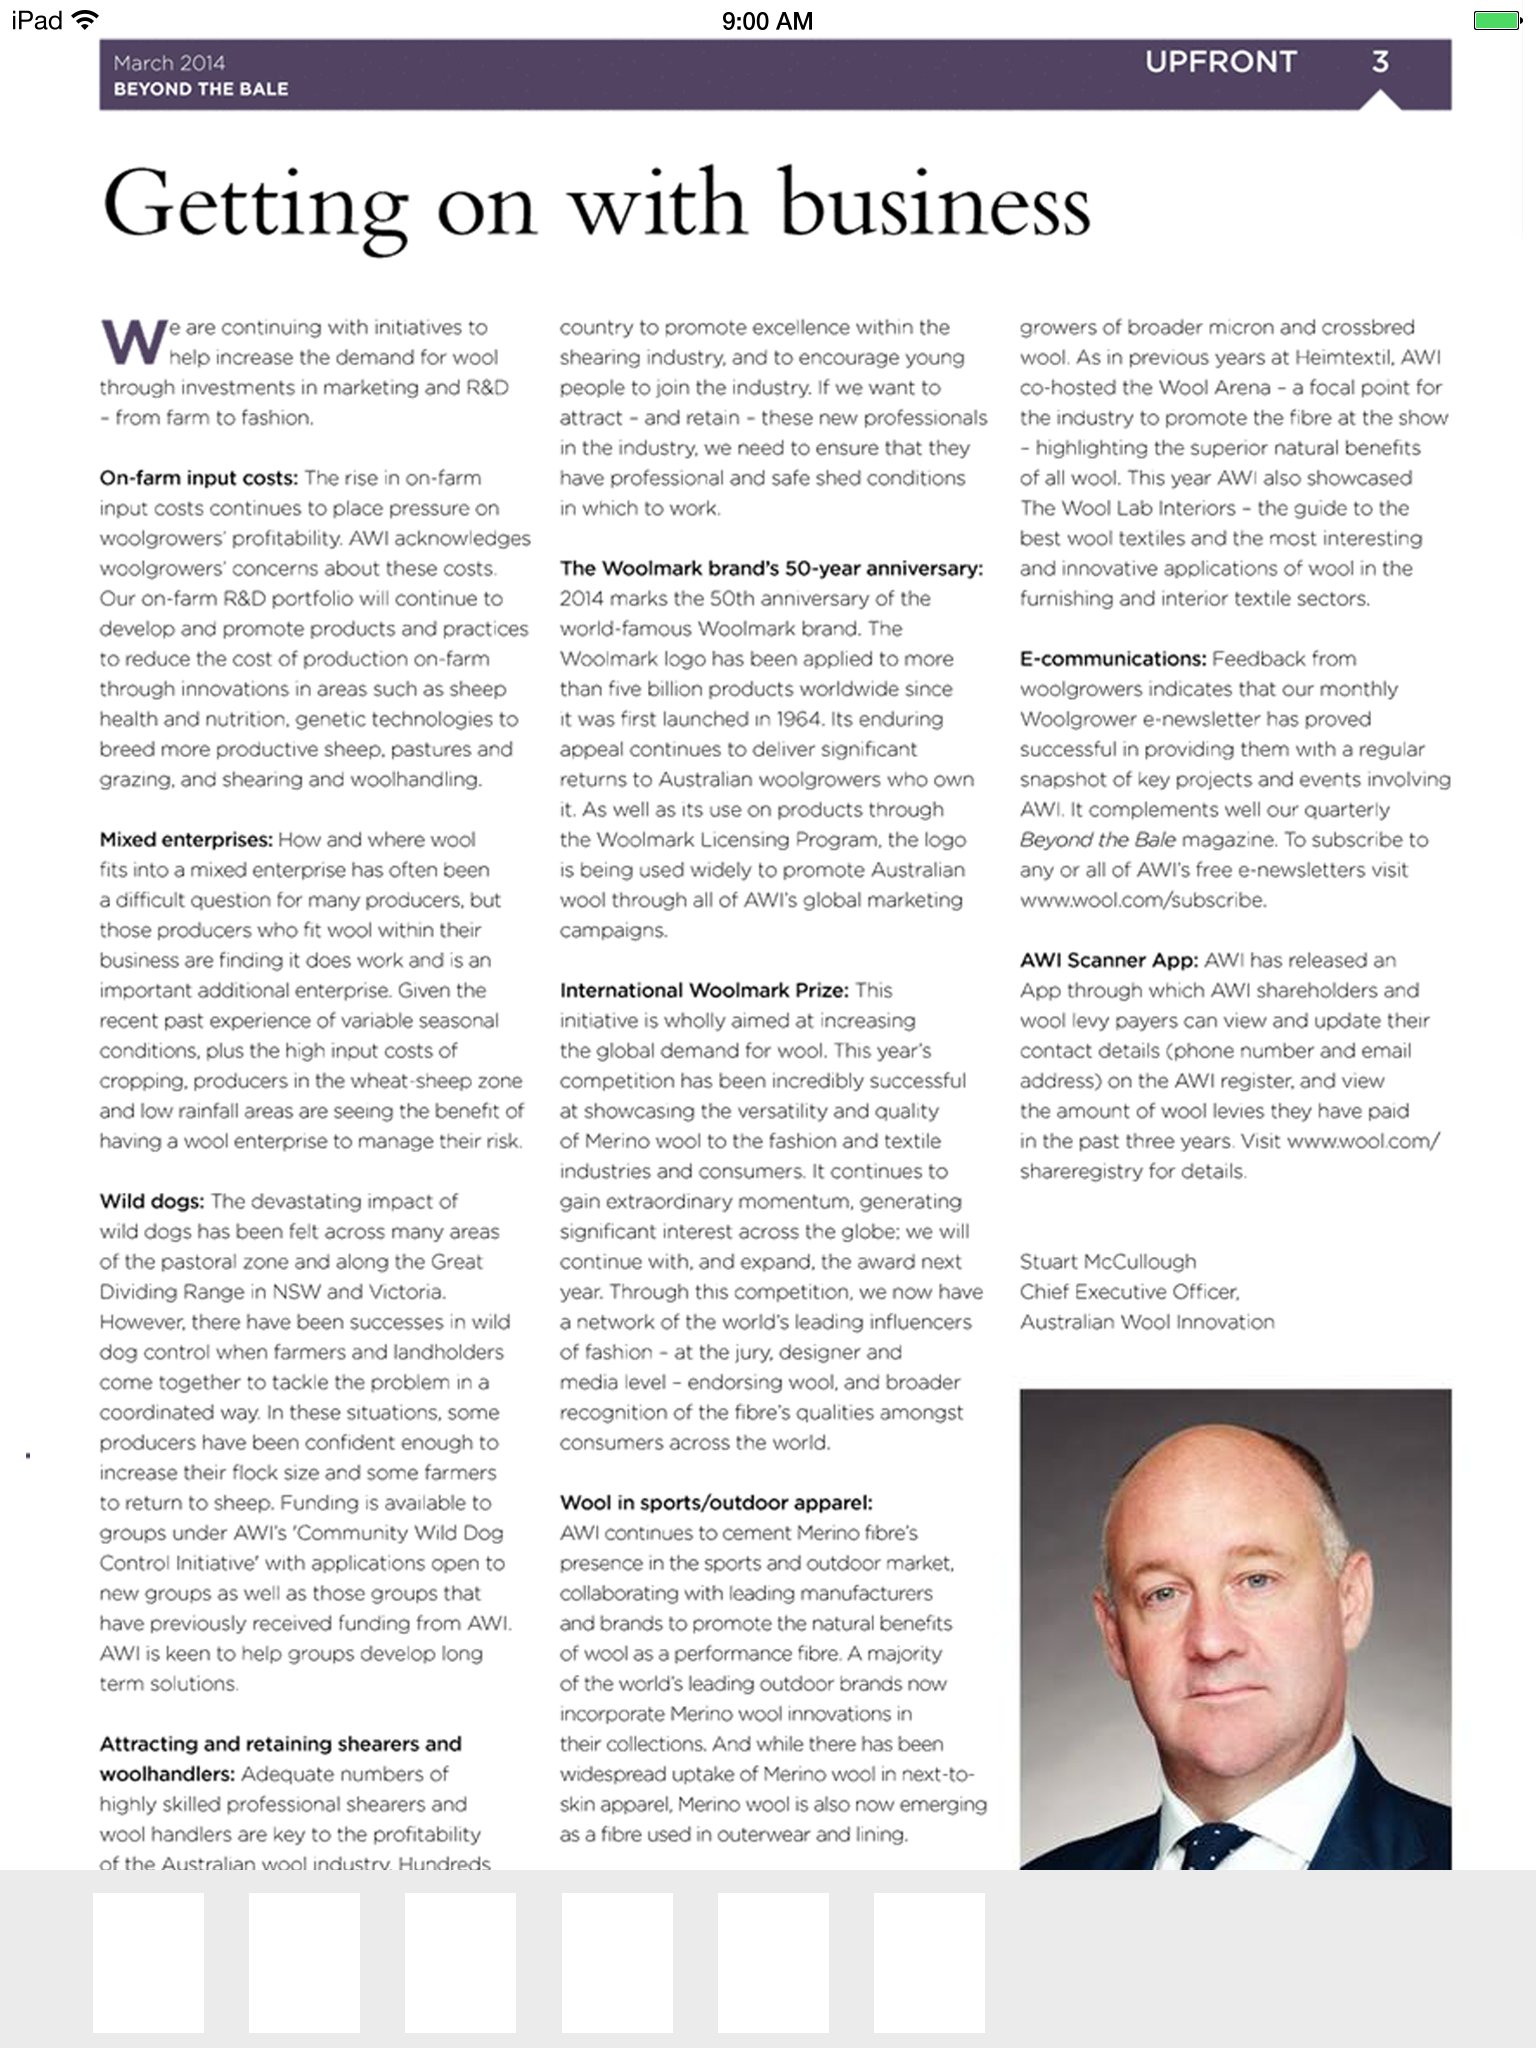 iPad
9:00 AM
March 2014
BEYOND THE BALE
UPFRONT 3
Getting on with business
We are continuing with initiatives to
help increase the demand for wool
through investments in marketing and R&D
– from farm to fashion.
On-farm input costs: The rise in on-farm
input costs continues to place pressure on
woolgrowers' profitability. AWI acknowledges
woolgrowers' concerns about these costs.
Our on-farm R&D portfolio will continue to
develop and promote products and practices
to reduce the cost of production on-farm
through innovations in areas such as sheep
health and nutrition, genetic technologies to
breed more productive sheep, pastures and
grazing, and shearing and woolhandling.
Mixed enterprises: How and where wool
fits into a mixed enterprise has often been
a difficult question for many producers, but
those producers who fit wool within their
business are finding it does work and is an
important additional enterprise. Given the
recent past experience of variable seasonal
conditions, plus the high input costs of
cropping, producers in the wheat-sheep zone
and low rainfall areas are seeing the benefit of
having a wool enterprise to manage their risk.
Wild dogs: The devastating impact of
wild dogs has been felt across many areas
of the pastoral zone and along the Great
Dividing Range in NSW and Victoria.
However, there have been successes in wild
dog control when farmers and landholders
come together to tackle the problem in a
coordinated way. In these situations, some
producers have been confident enough to
increase their flock size and some farmers
to return to sheep. Funding is available to
groups under AWI's 'Community Wild Dog
Control Initiative' with applications open to
new groups as well as those groups that
have previously received funding from AWI.
AWI is keen to help groups develop long
term solutions.
Attracting and retaining shearers and
woolhandlers: Adequate numbers of
highly skilled professional shearers and
wool handlers are key to the profitability
of the Australian wool industry. Hundreds
country to promote excellence within the
shearing industry, and to encourage young
people to join the industry. If we want to
attract – and retain – these new professionals
in the industry, we need to ensure that they
have professional and safe shed conditions
in which to work.
The Woolmark brand's 50-year anniversary:
2014 marks the 50th anniversary of the
world-famous Woolmark brand. The
Woolmark logo has been applied to more
than five billion products worldwide since
it was first launched in 1964. Its enduring
appeal continues to deliver significant
returns to Australian woolgrowers who own
it. As well as its use on products through
the Woolmark Licensing Program, the logo
is being used widely to promote Australian
wool through all of AWI's global marketing
campaigns.
International Woolmark Prize: This
initiative is wholly aimed at increasing
the global demand for wool. This year's
competition has been incredibly successful
at showcasing the versatility and quality
of Merino wool to the fashion and textile
industries and consumers. It continues to
gain extraordinary momentum, generating
significant interest across the globe; we will
continue with, and expand, the award next
year. Through this competition, we now have
a network of the world's leading influencers
of fashion – at the jury, designer and
media level – endorsing wool, and broader
recognition of the fibre's qualities amongst
consumers across the world.
Wool in sports/outdoor apparel:
AWI continues to cement Merino fibre's
presence in the sports and outdoor market,
collaborating with leading manufacturers
and brands to promote the natural benefits
of wool as a performance fibre. A majority
of the world's leading outdoor brands now
incorporate Merino wool innovations in
their collections. And while there has been
widespread uptake of Merino wool in next-to-
skin apparel, Merino wool is also now emerging
as a fibre used in outerwear and lining.
growers of broader micron and crossbred
wool. As in previous years at Heimtextil, AWI
co-hosted the Wool Arena – a focal point for
the industry to promote the fibre at the show
– highlighting the superior natural benefits
of all wool. This year AWI also showcased
The Wool Lab Interiors – the guide to the
best wool textiles and the most interesting
and innovative applications of wool in the
furnishing and interior textile sectors.
E-communications: Feedback from
woolgrowers indicates that our monthly
Woolgrower e-newsletter has proved
successful in providing them with a regular
snapshot of key projects and events involving
AWI. It complements well our quarterly
Beyond the Bale magazine. To subscribe to
any or all of AWI's free e-newsletters visit
www.wool.com/subscribe.
AWI Scanner App: AWI has released an
App through which AWI shareholders and
wool levy payers can view and update their
contact details (phone number and email
address) on the AWI register, and view
the amount of wool levies they have paid
in the past three years. Visit www.wool.com/
shareregistry for details.
Stuart McCullough
Chief Executive Officer,
Australian Wool Innovation